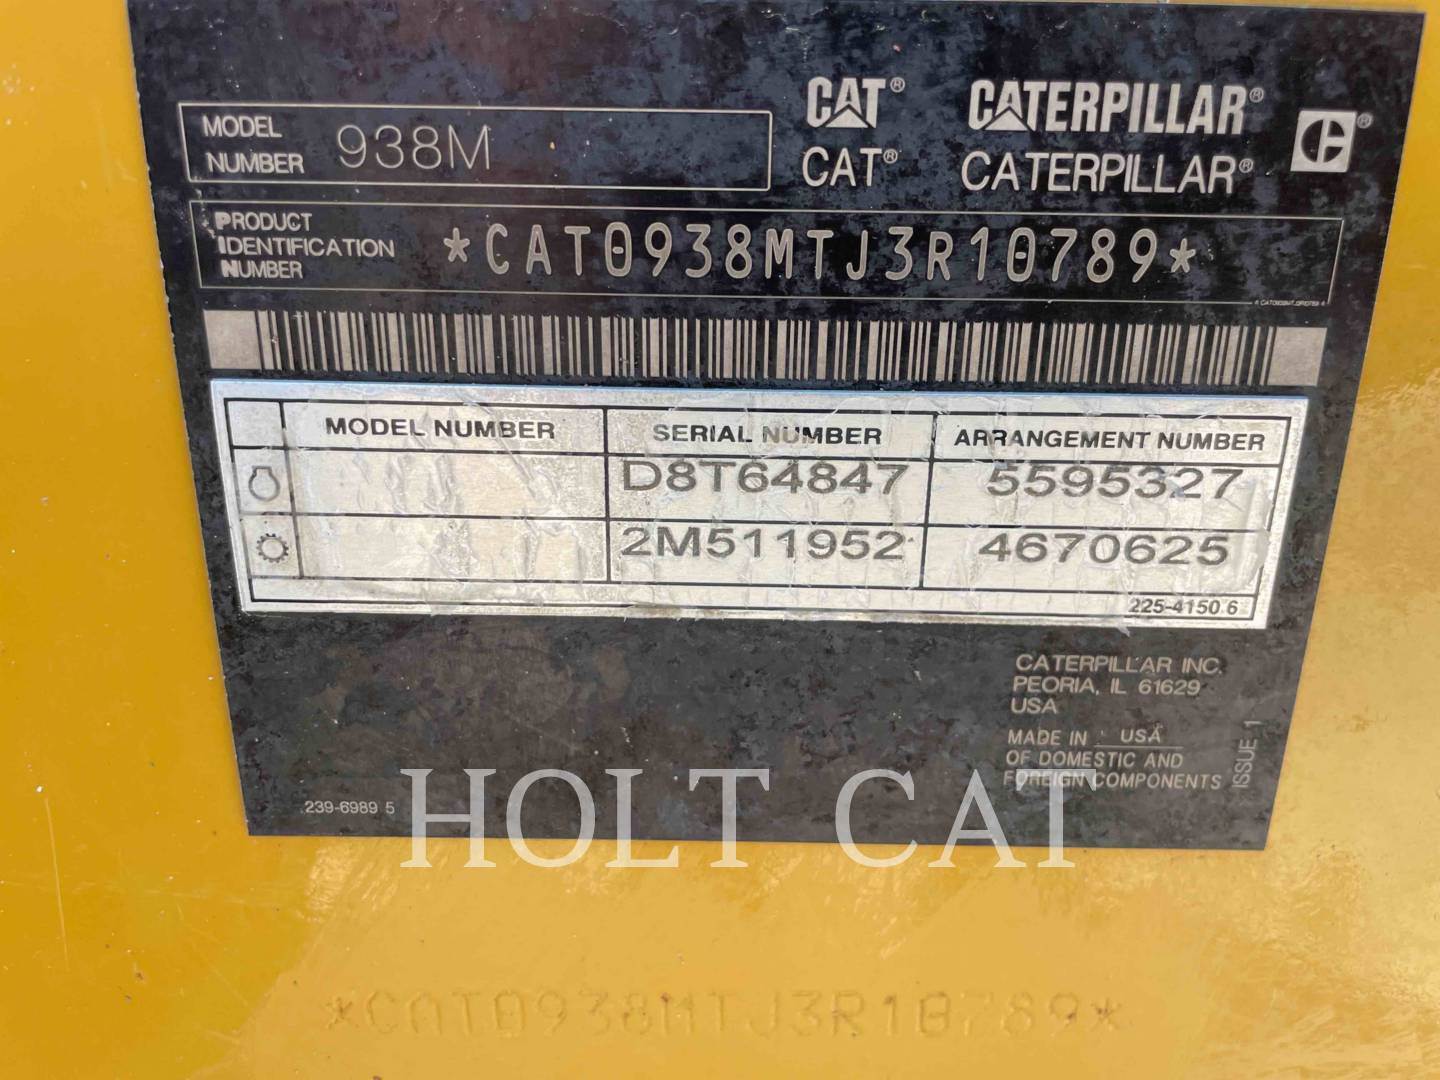 MODEL NUMBER 938M
CAT® CATERPILLAR®
CAT® CATERPILLAR®
PRODUCT IDENTIFICATION NUMBER *CAT0938MTJ3R10789*
* CAT0938MTJ3R10789 *
MODEL NUMBER SERIAL NUMBER ARRANGEMENT NUMBER
D8T64847 5595327
2M511952 4670625
225-4150 6
CATERPILLAR INC.
PEORIA, IL 61629
USA
MADE IN USA
OF DOMESTIC AND
FOREIGN COMPONENTS
ISSUE 1
239-6989 5
HOLT CAT
*CAT0938MTJ3R10789*